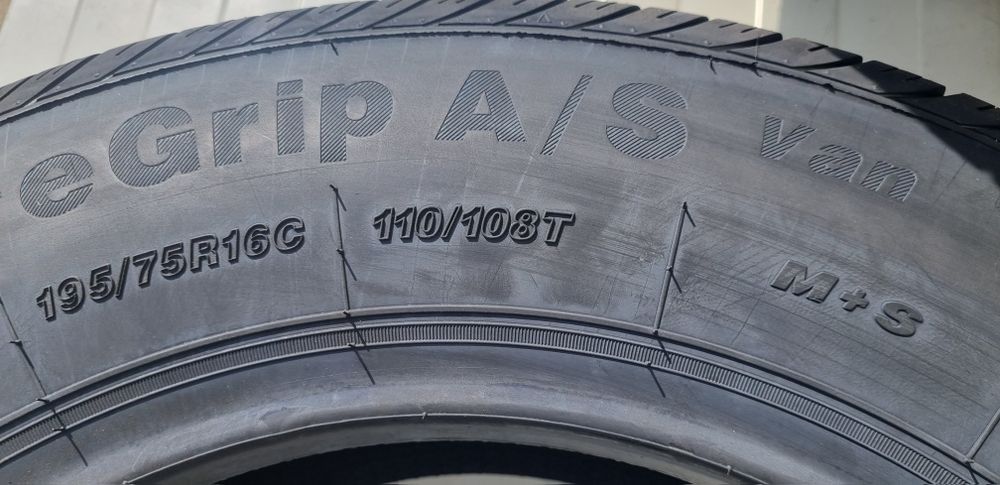 eGrip A/S Van
195/75R16C 110/108T M+S